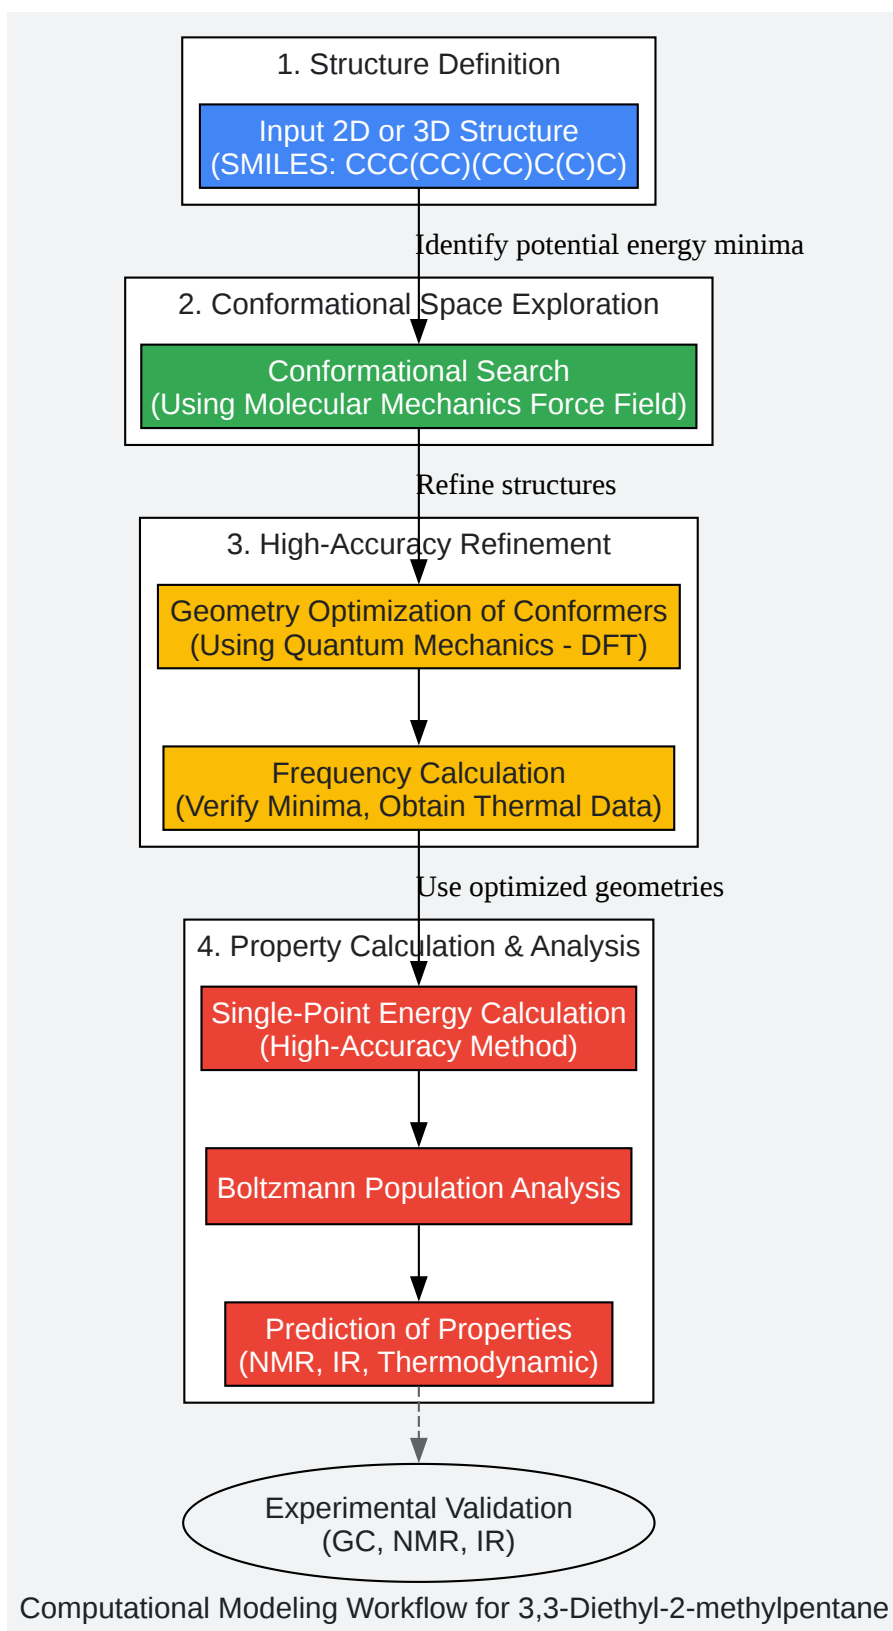 1. Structure Definition
Input 2D or 3D Structure
(SMILES: CCC(CC)(CC)C(C)C)
Identify potential energy minima
2. Conformational Space Exploration
Conformational Search
(Using Molecular Mechanics Force Field)
Refine structures
3. High-Accuracy Refinement
Geometry Optimization of Conformers
(Using Quantum Mechanics - DFT)
Frequency Calculation
(Verify Minima, Obtain Thermal Data)
Use optimized geometries
4. Property Calculation & Analysis
Single-Point Energy Calculation
(High-Accuracy Method)
Boltzmann Population Analysis
Prediction of Properties
(NMR, IR, Thermodynamic)
Experimental Validation
(GC, NMR, IR)
Computational Modeling Workflow for 3,3-Diethyl-2-methylpentane